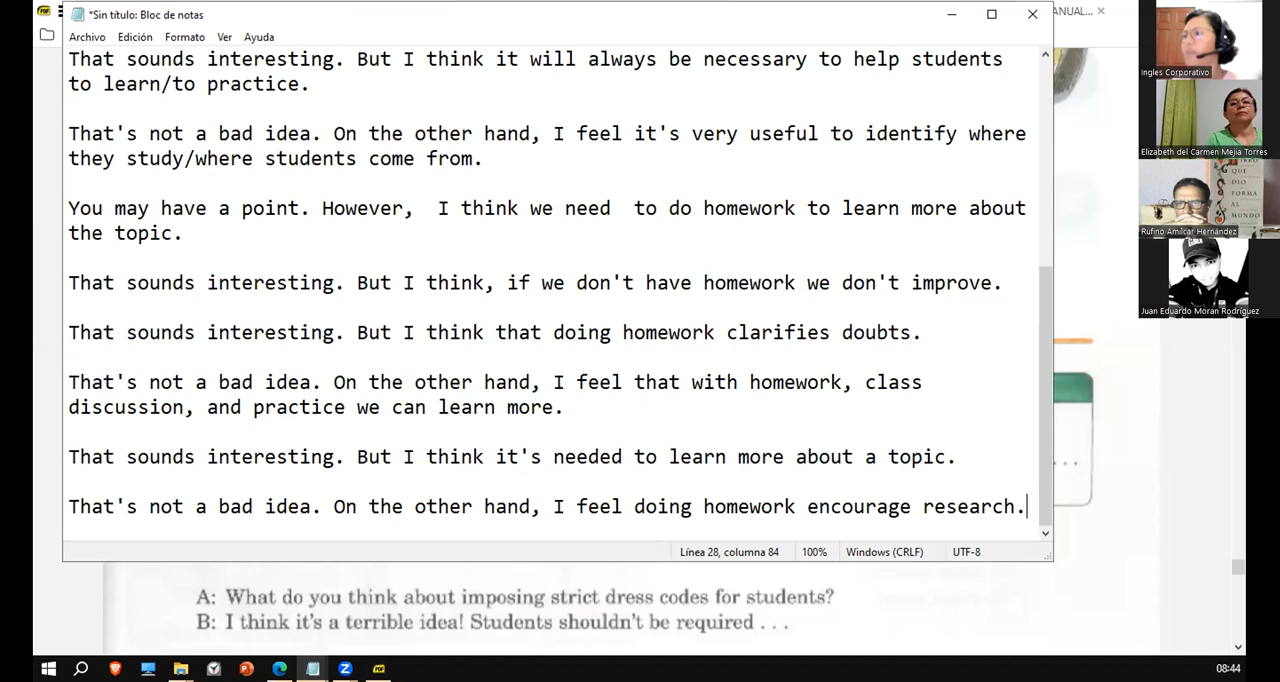 *Sin título: Bloc de notas
ANUAL...
Archivo Edición Formato Ver Ayuda
That sounds interesting. But I think it will always be necessary to help students
to learn/to practice.
That's not a bad idea. On the other hand, I feel it's very useful to identify where
they study/where students come from.
You may have a point. However, I think we need to do homework to learn more about
the topic.
That sounds interesting. But I think, if we don't have homework we don't improve.
That sounds interesting. But I think that doing homework clarifies doubts.
That's not a bad idea. On the other hand, I feel that with homework, class
discussion, and practice we can learn more.
That sounds interesting. But I think it's needed to learn more about a topic.
That's not a bad idea. On the other hand, I feel doing homework encourage research.
Línea 28, columna 84 100% Windows (CRLF) UTF-8
A: What do you think about imposing strict dress codes for students?
B: I think it's a terrible idea! Students shouldn't be required . . .
Ingles Corporativo
Elizabeth del Carmen Mejía Torres
QUE
DIO
FORMA
AL
MUNDO
Rufino Amilcar Hernández
Juan Eduardo Moran Rodriguez
08:44